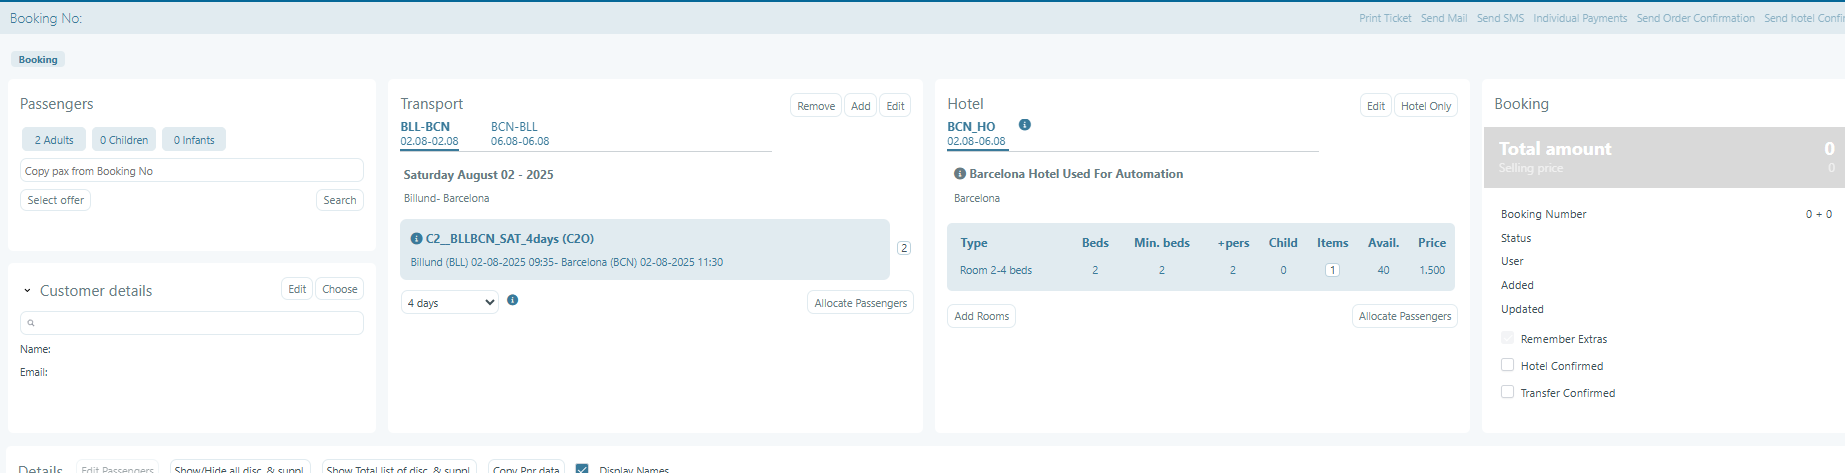 Booking No:
Print Ticket Send Mail Send SMS Individual Payments Send Order Confirmation Send hotel
Booking
Passengers
2 Adults 0 Children 0 Infants
Copy pax from Booking No
Select offer Search
Customer details Edit Choose
Name:
Email:
Transport Remove Add Edit
BLL-BCN BCN-BLL
02.08-02.08 06.08-06.08
Saturday August 02 - 2025
Billund- Barcelona
C2__BLLBCN_SAT_4days (C2O)
Billund (BLL) 02-08-2025 09:35- Barcelona (BCN) 02-08-2025 11:30
2
4 days Allocate Passengers
Hotel Edit Hotel Only
BCN_HO
02.08-06.08
Barcelona Hotel Used For Automation
Barcelona
Type Beds Min. beds +pers Child Items Avail. Price
Room 2-4 beds 2 2 2 0 1 40 1.500
Add Rooms Allocate Passengers
Booking
Total amount 0
Selling price 0
Booking Number 0 + 0
Status
User
Added
Updated
Remember Extras
Hotel Confirmed
Transfer Confirmed
Details Edit Passengers Show/Hide all disc. & suppl. Show Total list of disc. & suppl. Copy Pnr data Display Names